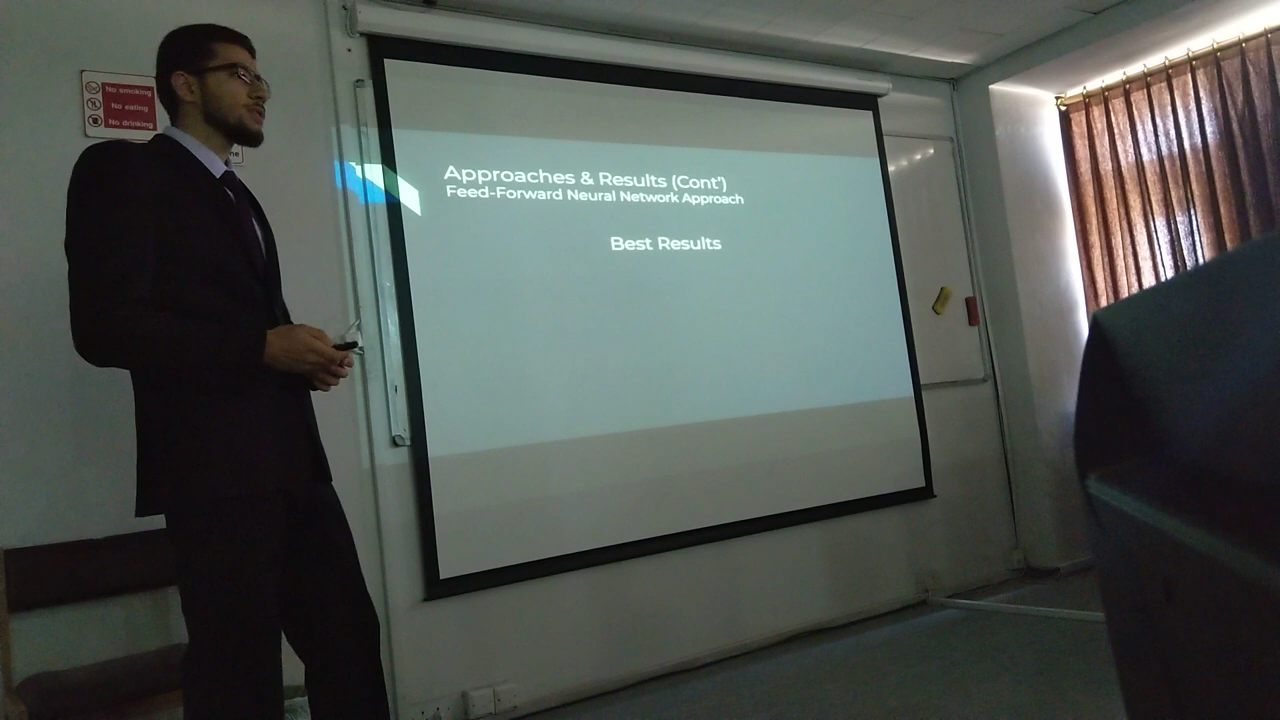 No smoking
No eating
No drinking
Approaches & Results (Cont')
Feed-Forward Neural Network Approach
Best Results